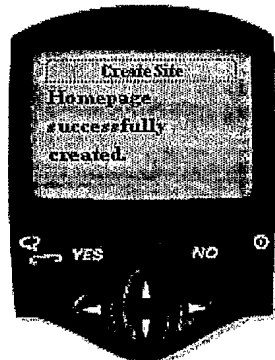 Create Site
Homepage
successfully
created.
YES NO